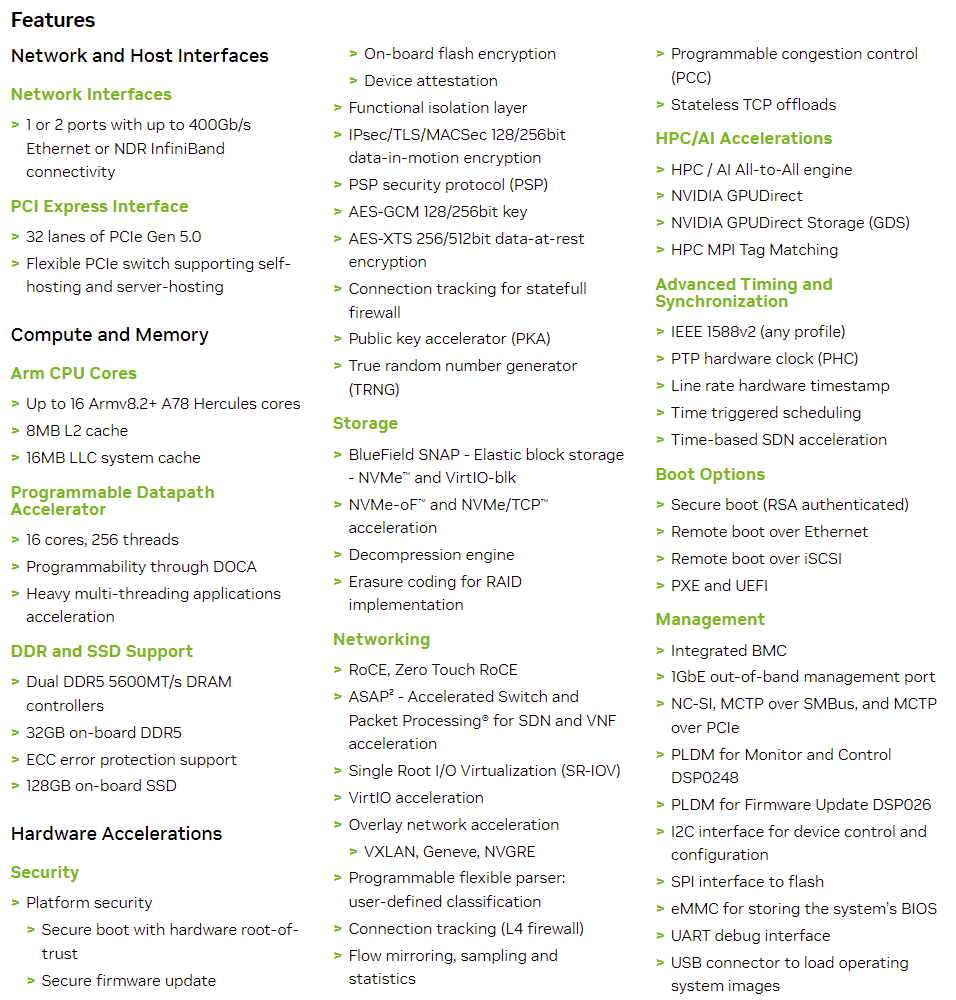 Features
Network and Host Interfaces
Network Interfaces
> 1 or 2 ports with up to 400Gb/s
Ethernet or NDR InfiniBand
connectivity
PCI Express Interface
> 32 lanes of PCIe Gen 5.0
> Flexible PCIe switch supporting self-
hosting and server-hosting
Compute and Memory
Arm CPU Cores
> Up to 16 Armv8.2+ A78 Hercules cores
> 8MB L2 cache
> 16MB LLC system cache
Programmable Datapath
Accelerator
> 16 cores, 256 threads
> Programmability through DOCA
> Heavy multi-threading applications
acceleration
DDR and SSD Support
> Dual DDR5 5600MT/s DRAM
controllers
> 32GB on-board DDR5
> ECC error protection support
> 128GB on-board SSD
Hardware Accelerations
Security
> Platform security
> Secure boot with hardware root-of-
trust
> Secure firmware update
> On-board flash encryption
> Device attestation
> Functional isolation layer
> IPsec/TLS/MACSec 128/256bit
data-in-motion encryption
> PSP security protocol (PSP)
> AES-GCM 128/256bit key
> AES-XTS 256/512bit data-at-rest
encryption
> Connection tracking for statefull
firewall
> Public key accelerator (PKA)
> True random number generator
(TRNG)
Storage
> BlueField SNAP - Elastic block storage
- NVMe™ and VirtIO-blk
> NVMe-oF™ and NVMe/TCP™
acceleration
> Decompression engine
> Erasure coding for RAID
implementation
Networking
> RoCE, Zero Touch RoCE
> ASAP² - Accelerated Switch and
Packet Processing® for SDN and VNF
acceleration
> Single Root I/O Virtualization (SR-IOV)
> VirtIO acceleration
> Overlay network acceleration
> VXLAN, Geneve, NVGRE
> Programmable flexible parser:
user-defined classification
> Connection tracking (L4 firewall)
> Flow mirroring, sampling and
statistics
> Programmable congestion control
(PCC)
> Stateless TCP offloads
HPC/AI Accelerations
> HPC / AI All-to-All engine
> NVIDIA GPUDirect
> NVIDIA GPUDirect Storage (GDS)
> HPC MPI Tag Matching
Advanced Timing and
Synchronization
> IEEE 1588v2 (any profile)
> PTP hardware clock (PHC)
> Line rate hardware timestamp
> Time triggered scheduling
> Time-based SDN acceleration
Boot Options
> Secure boot (RSA authenticated)
> Remote boot over Ethernet
> Remote boot over iSCSI
> PXE and UEFI
Management
> Integrated BMC
> 1GbE out-of-band management port
> NC-SI, MCTP over SMBus, and MCTP
over PCIe
> PLDM for Monitor and Control
DSP0248
> PLDM for Firmware Update DSP026
> I2C interface for device control and
configuration
> SPI interface to flash
> eMMC for storing the system's BIOS
> UART debug interface
> USB connector to load operating
system images